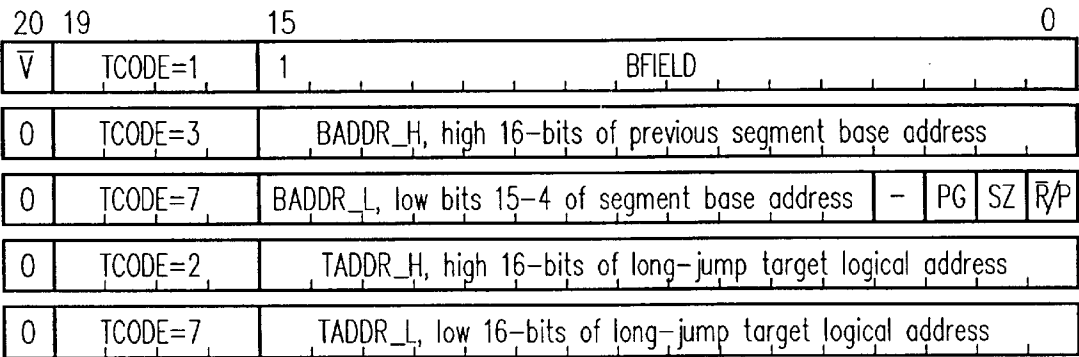 20 19 15 0
V̅ TCODE=1 1 BFIELD
0 TCODE=3 BADDR_H, high 16-bits of previous segment base address
0 TCODE=7 BADDR_L, low bits 15-4 of segment base address - PG SZ R̅/P
0 TCODE=2 TADDR_H, high 16-bits of long-jump target logical address
0 TCODE=7 TADDR_L, low 16-bits of long-jump target logical address